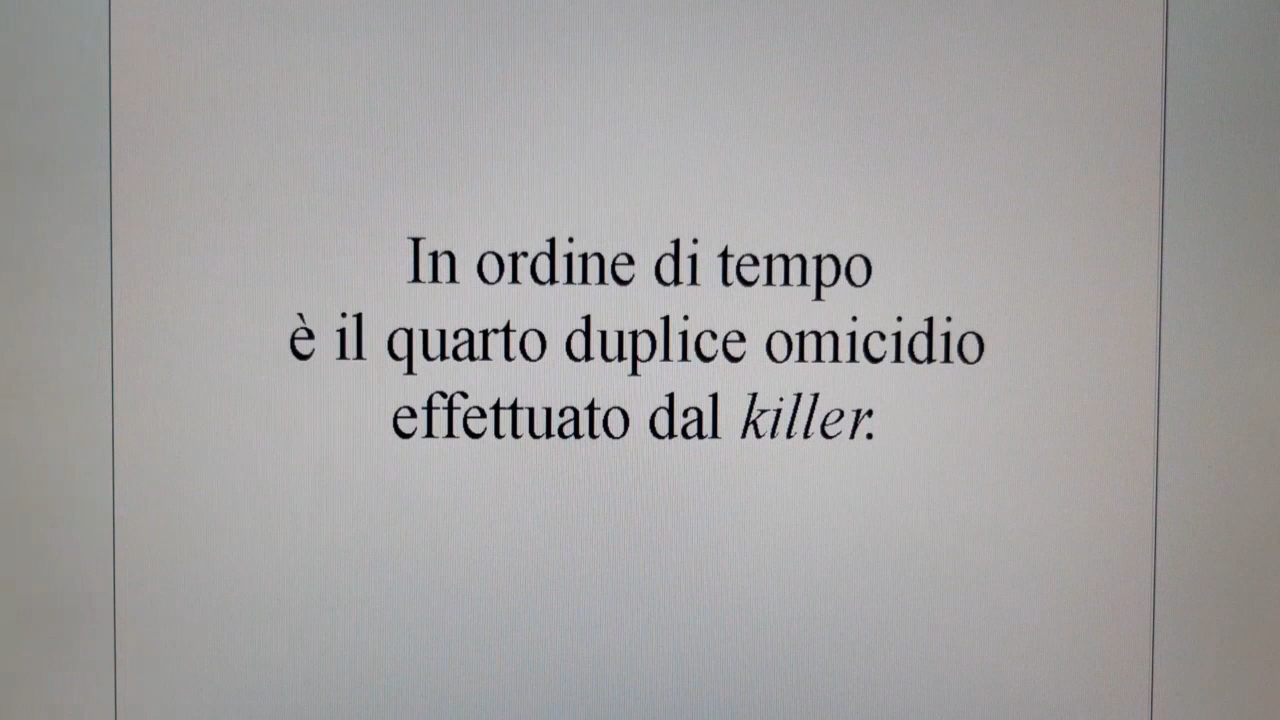 In ordine di tempo
è il quarto duplice omicidio
effettuato dal killer.